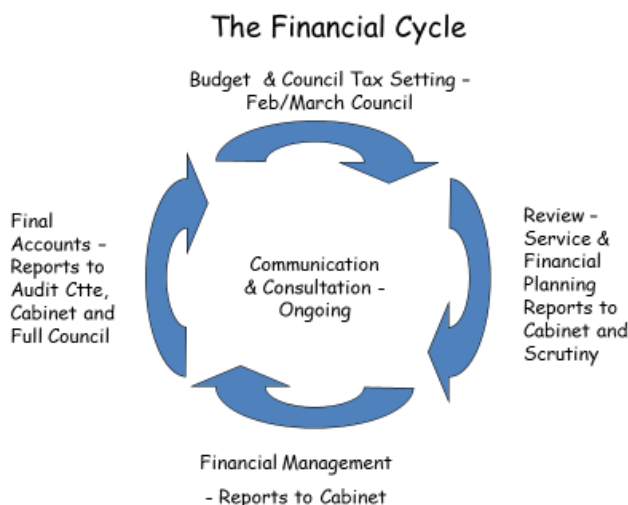 The Financial Cycle
Budget & Council Tax Setting –
Feb/March Council
Review –
Service &
Financial
Planning
Reports to
Cabinet and
Scrutiny
Financial Management
- Reports to Cabinet
Final
Accounts –
Reports to
Audit Ctte,
Cabinet and
Full Council
Communication
& Consultation -
Ongoing